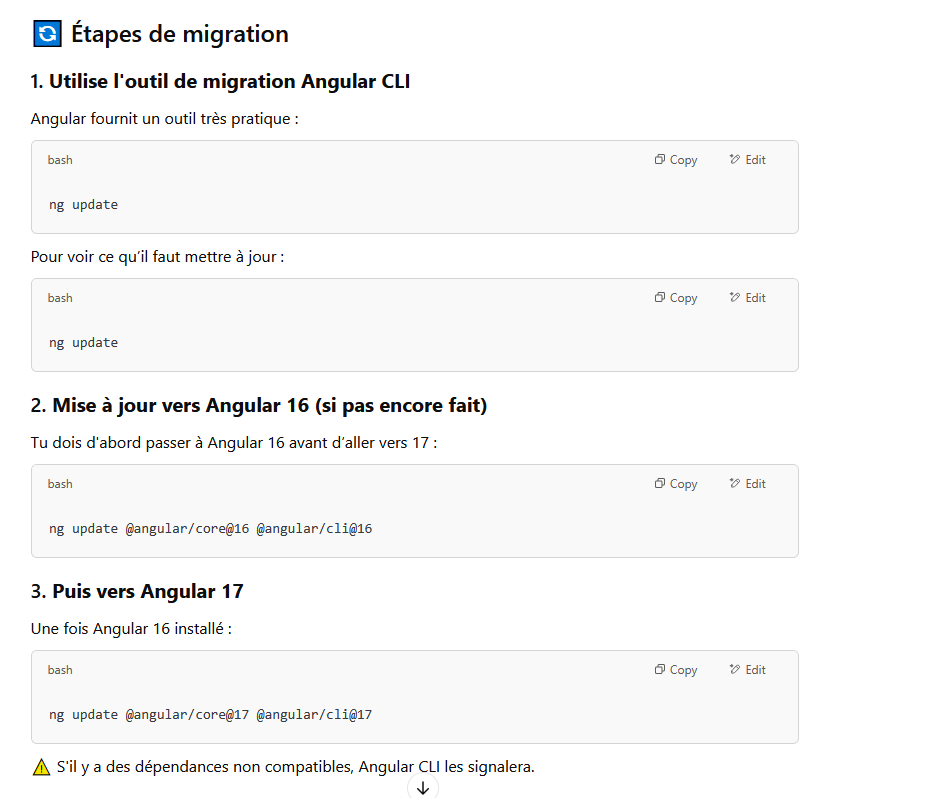 Étapes de migration
1. Utilise l'outil de migration Angular CLI
Angular fournit un outil très pratique :
bash
Copy
Edit
ng update
Pour voir ce qu’il faut mettre à jour :
bash
Copy
Edit
ng update
2. Mise à jour vers Angular 16 (si pas encore fait)
Tu dois d'abord passer à Angular 16 avant d’aller vers 17 :
bash
Copy
Edit
ng update @angular/core@16 @angular/cli@16
3. Puis vers Angular 17
Une fois Angular 16 installé :
bash
Copy
Edit
ng update @angular/core@17 @angular/cli@17
S'il y a des dépendances non compatibles, Angular CLI les signalera.